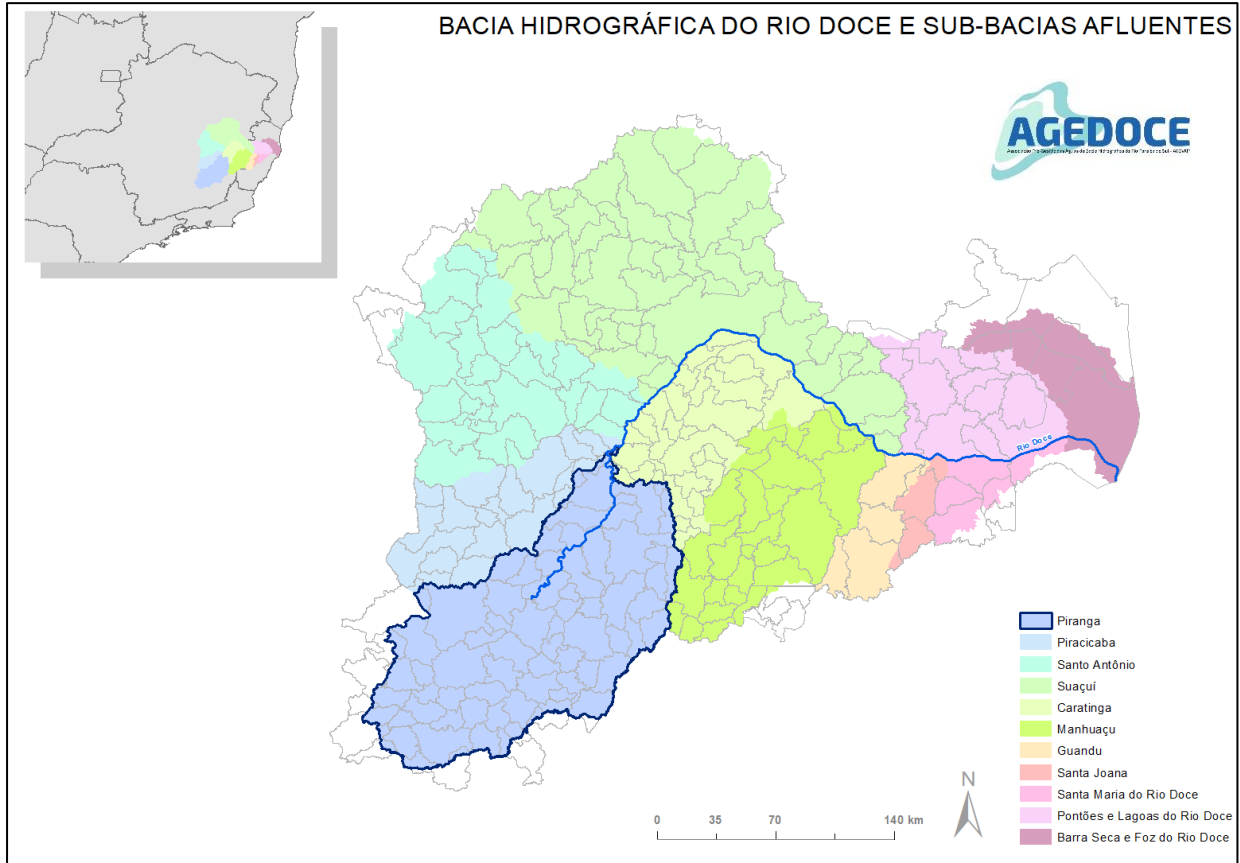 BACIA HIDROGRÁFICA DO RIO DOCE E SUB-BACIAS AFLUENTES
AGEDOCE
Rio Doce
Piranga
Piracicaba
Santo Antônio
Suaçuí
Caratinga
Manhuaçu
Guandu
Santa Joana
Santa Maria do Rio Doce
Pontões e Lagoas do Rio Doce
Barra Seca e Foz do Rio Doce
N
0 35 70 140 km